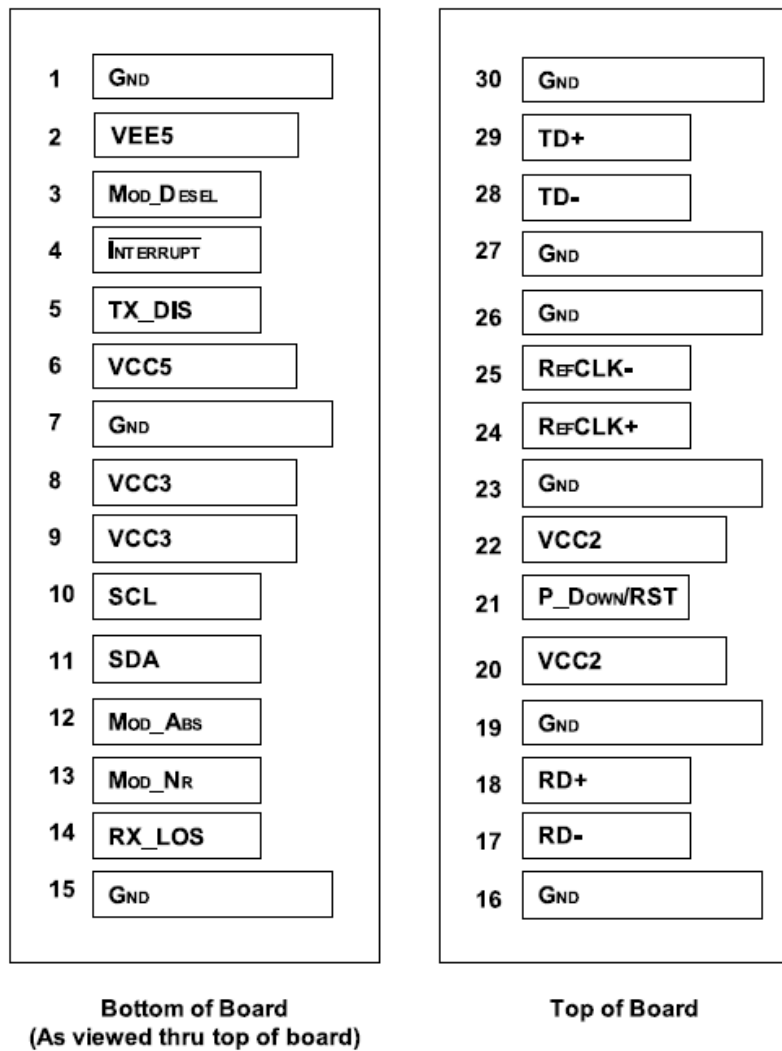 1 GND
2 VEE5
3 MOD_DESEL
4 INTERRUPT
5 TX_DIS
6 VCC5
7 GND
8 VCC3
9 VCC3
10 SCL
11 SDA
12 MOD_ABS
13 MOD_NR
14 RX_LOS
15 GND
Bottom of Board
(As viewed thru top of board)
30 GND
29 TD+
28 TD-
27 GND
26 GND
25 REFCLK-
24 REFCLK+
23 GND
22 VCC2
21 P_DOWN/RST
20 VCC2
19 GND
18 RD+
17 RD-
16 GND
Top of Board